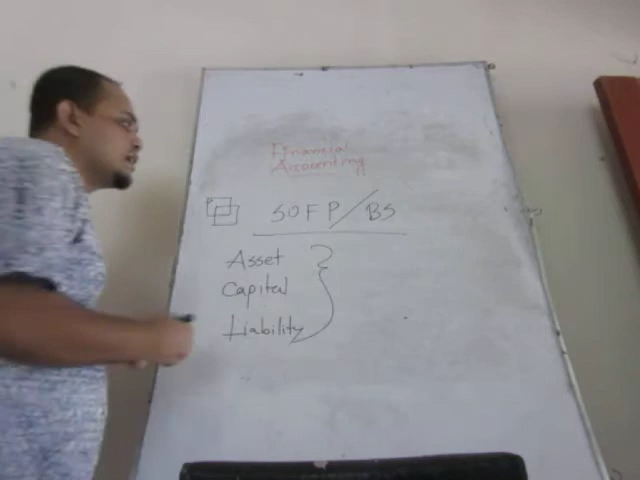 Financial
Accounting
SOFP/BS
Asset
Capital
Liability